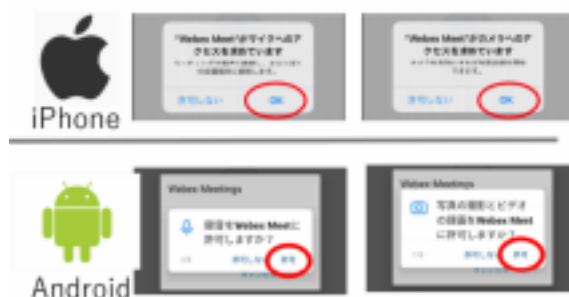 "Webex Meet"がマイクへのア
クセスを求めています
許可しない
OK
"Webex Meet"がカメラへのア
クセスを求めています
許可しない
OK
iPhone
Webex Meetings
録音をWebex Meetに
許可しますか？
許可しない
許可
Webex Meetings
写真の撮影とビデオ
の録画をWebex Meet
に許可しますか？
許可しない
許可
Android